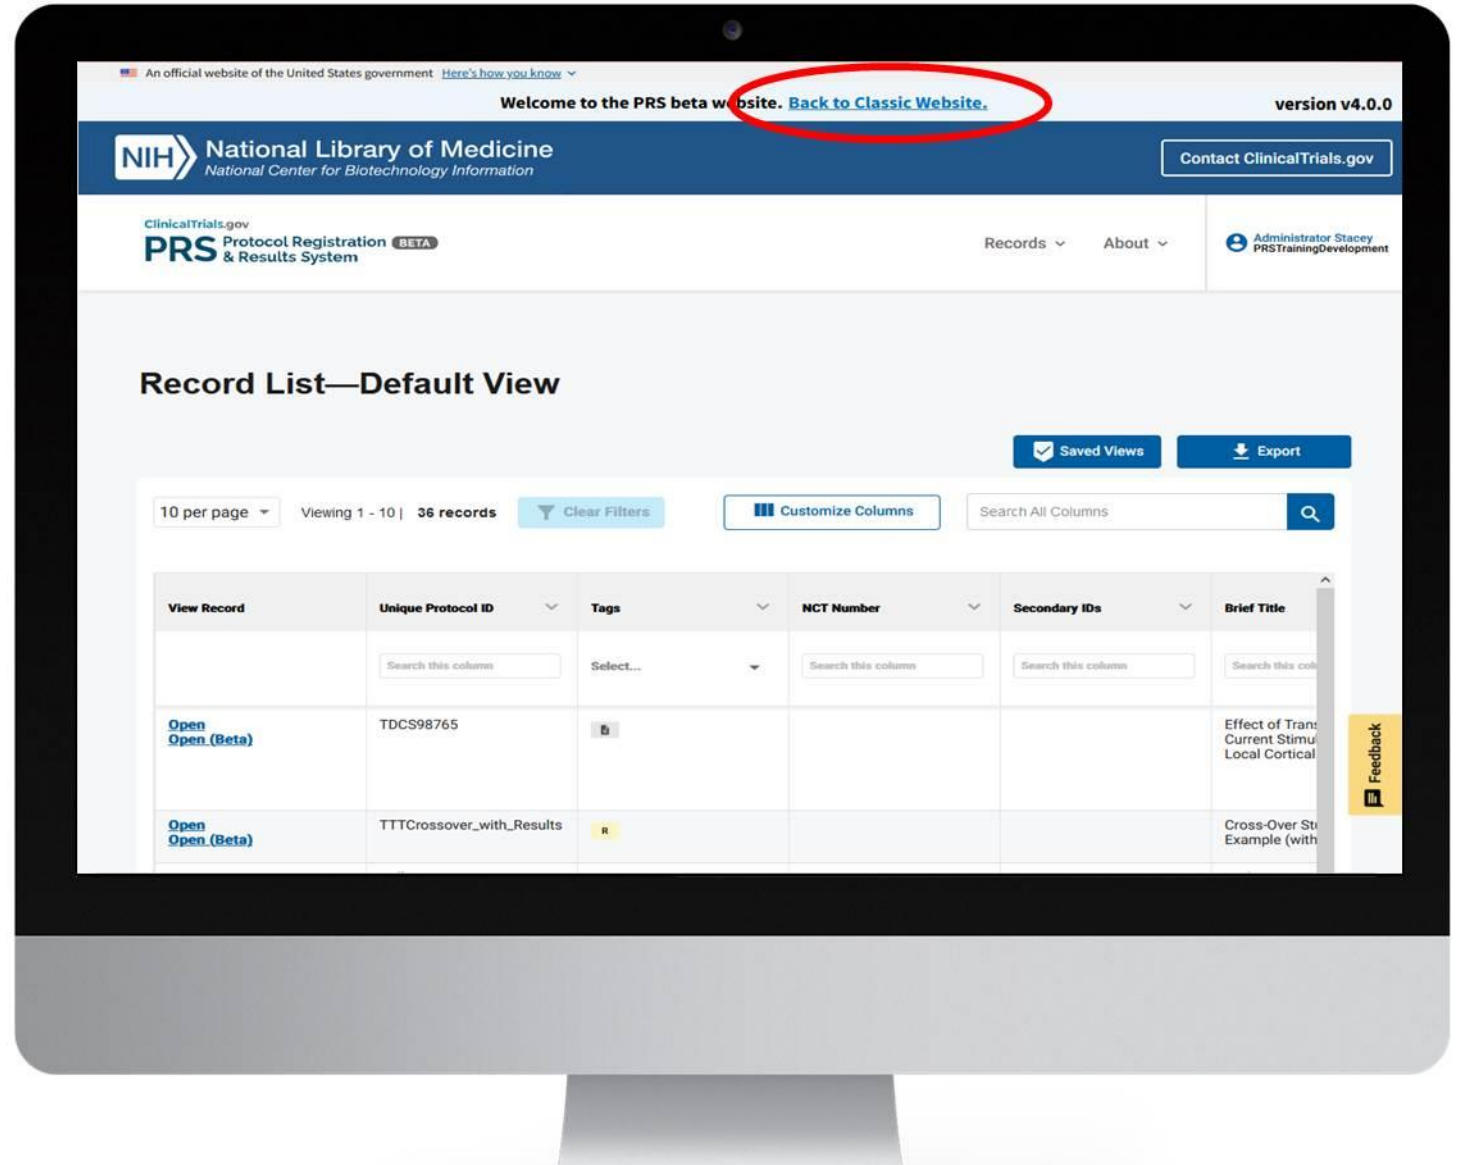 An official website of the United States government Here's how you know
Welcome to the PRS beta website. Back to Classic Website. version v4.0.0
NIH National Library of Medicine
National Center for Biotechnology Information
Contact ClinicalTrials.gov
ClinicalTrials.gov
PRS Protocol Registration BETA
& Results System
Records About
Administrator Stacey
PRSTrainingDevelopment
Record List—Default View
Saved Views Export
10 per page Viewing 1 - 10 | 36 records Clear Filters Customize Columns Search All Columns
View Record Unique Protocol ID Tags NCT Number Secondary IDs Brief Title
Search this column Select... Search this column Search this column Search this col
Open TDCS98765 Effect of Trans
Open (Beta) Current Stimul
Local Cortical
Feedback
Open TTTCrossover_with_Results R Cross-Over Stu
Open (Beta) Example (with